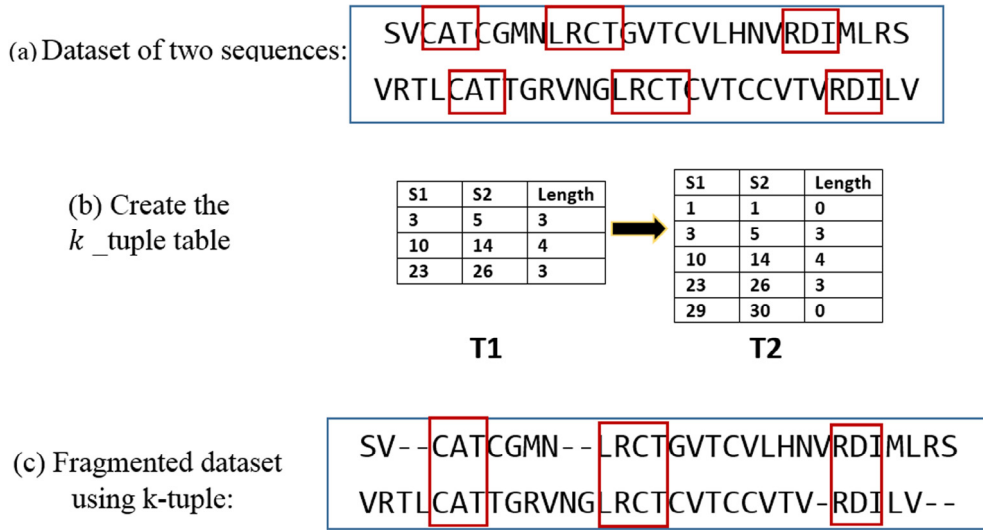 (a) Dataset of two sequences:
SVCATCGMNLRCTGVTCVLHNVRDIMLRS
VRTLCATTGRVNGLRCTCVTCCVTVRDILV
(b) Create the
k _tuple table
S1 S2 Length
3 5 3
10 14 4
23 26 3
T1
S1 S2 Length
1 1 0
3 5 3
10 14 4
23 26 3
29 30 0
T2
(c) Fragmented dataset
using k-tuple:
SV--CATCGMN--LRCTGVTCVLHNVRDIMLRS
VRTLCATTGRVNGLRCTCVTCCVTV-RDILV--